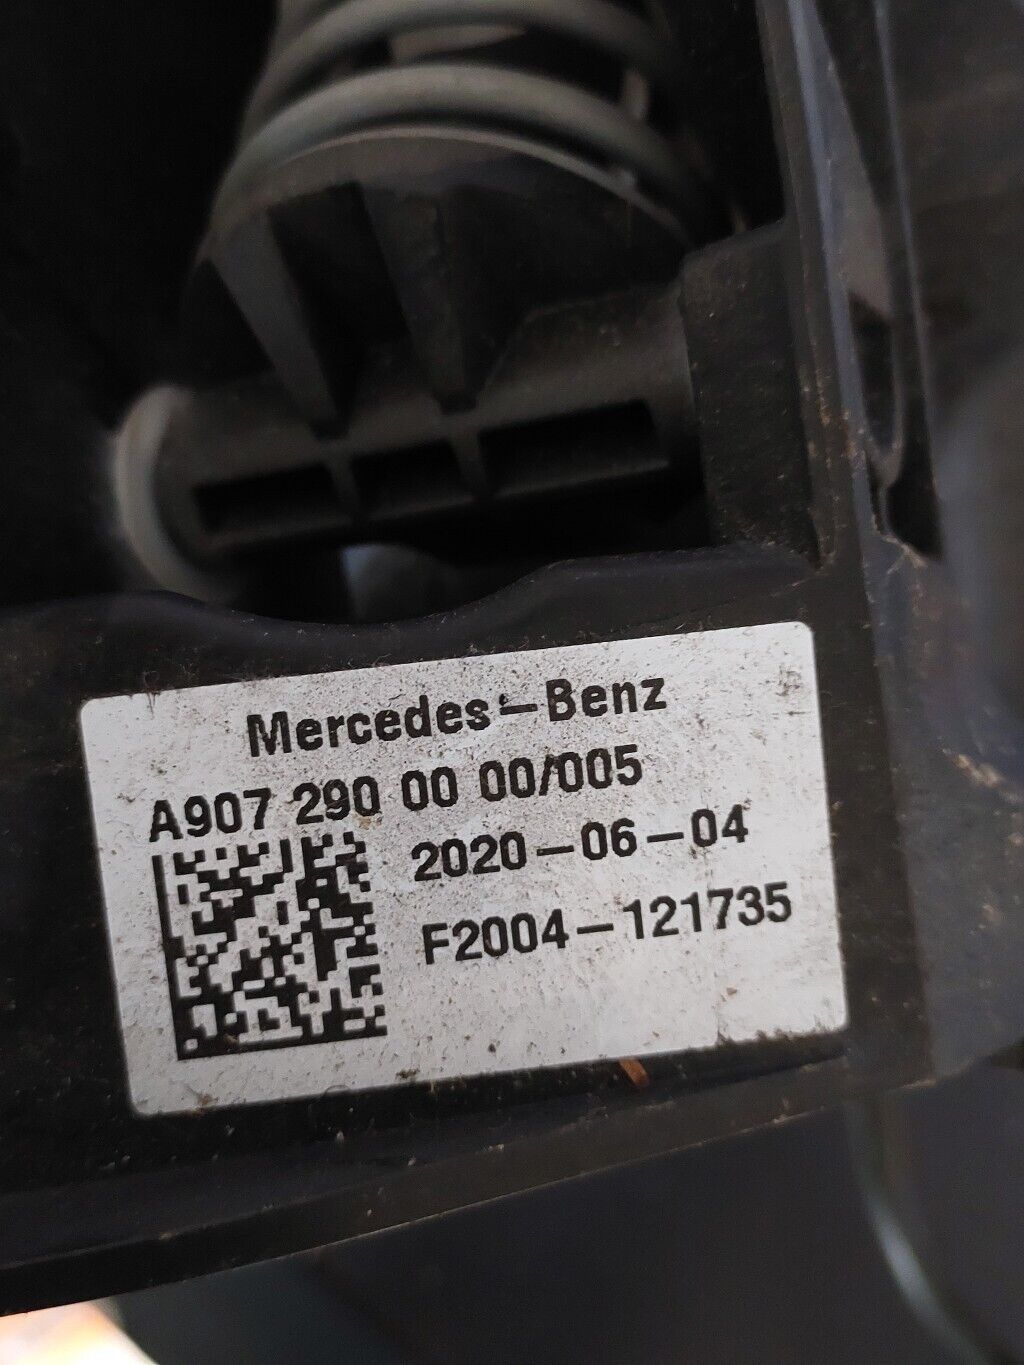 Mercedes-Benz
A907 290 00 00/005
2020-06-04
F2004-121735